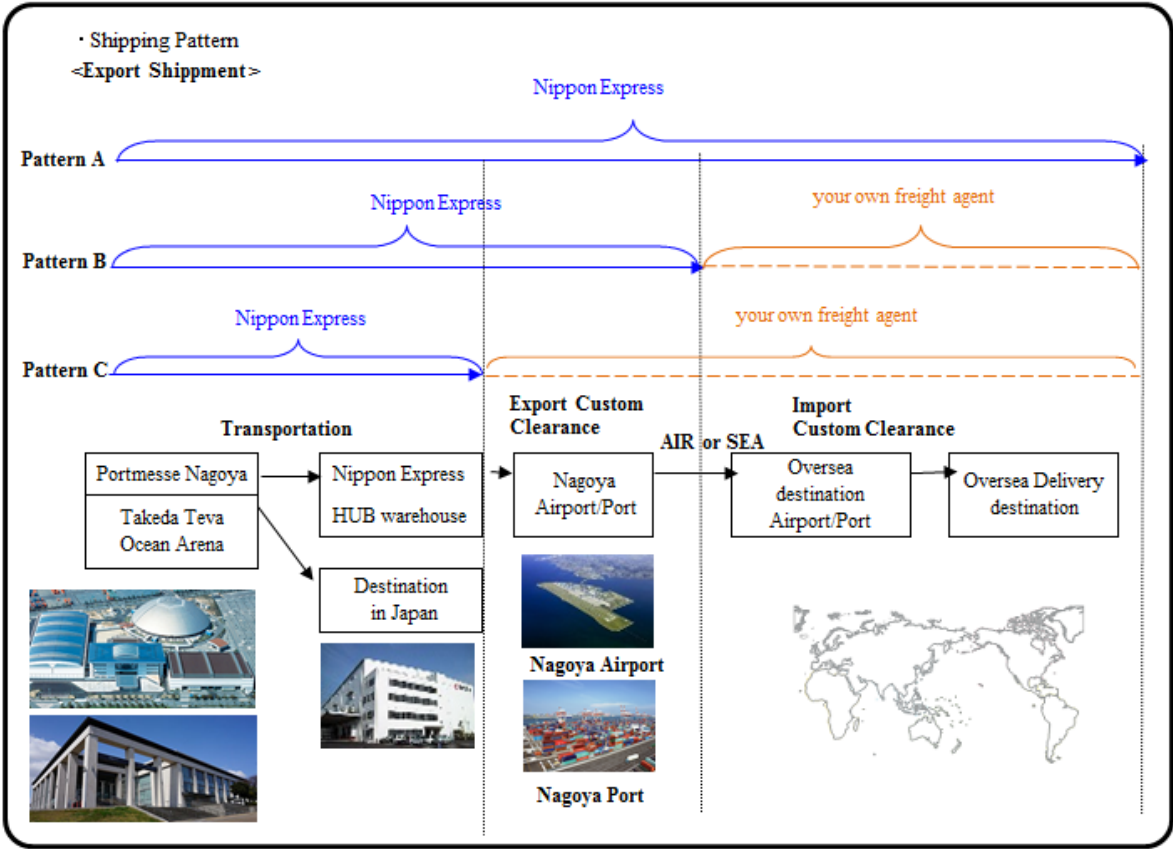 ・Shipping Pattern
<Export Shippment>
Nippon Express
Pattern A
your own freight agent
Nippon Express
Pattern B
your own freight agent
Nippon Express
Pattern C
Export Custom
Clearance
Import
Custom Clearance
Transportation
AIR or SEA
Portmesse Nagoya
Takeda Teva
Ocean Arena
Nippon Express
HUB warehouse
Nagoya
Airport/Port
Oversea
destination
Airport/Port
Oversea Delivery
destination
Destination
in Japan
Nagoya Airport
Nagoya Port